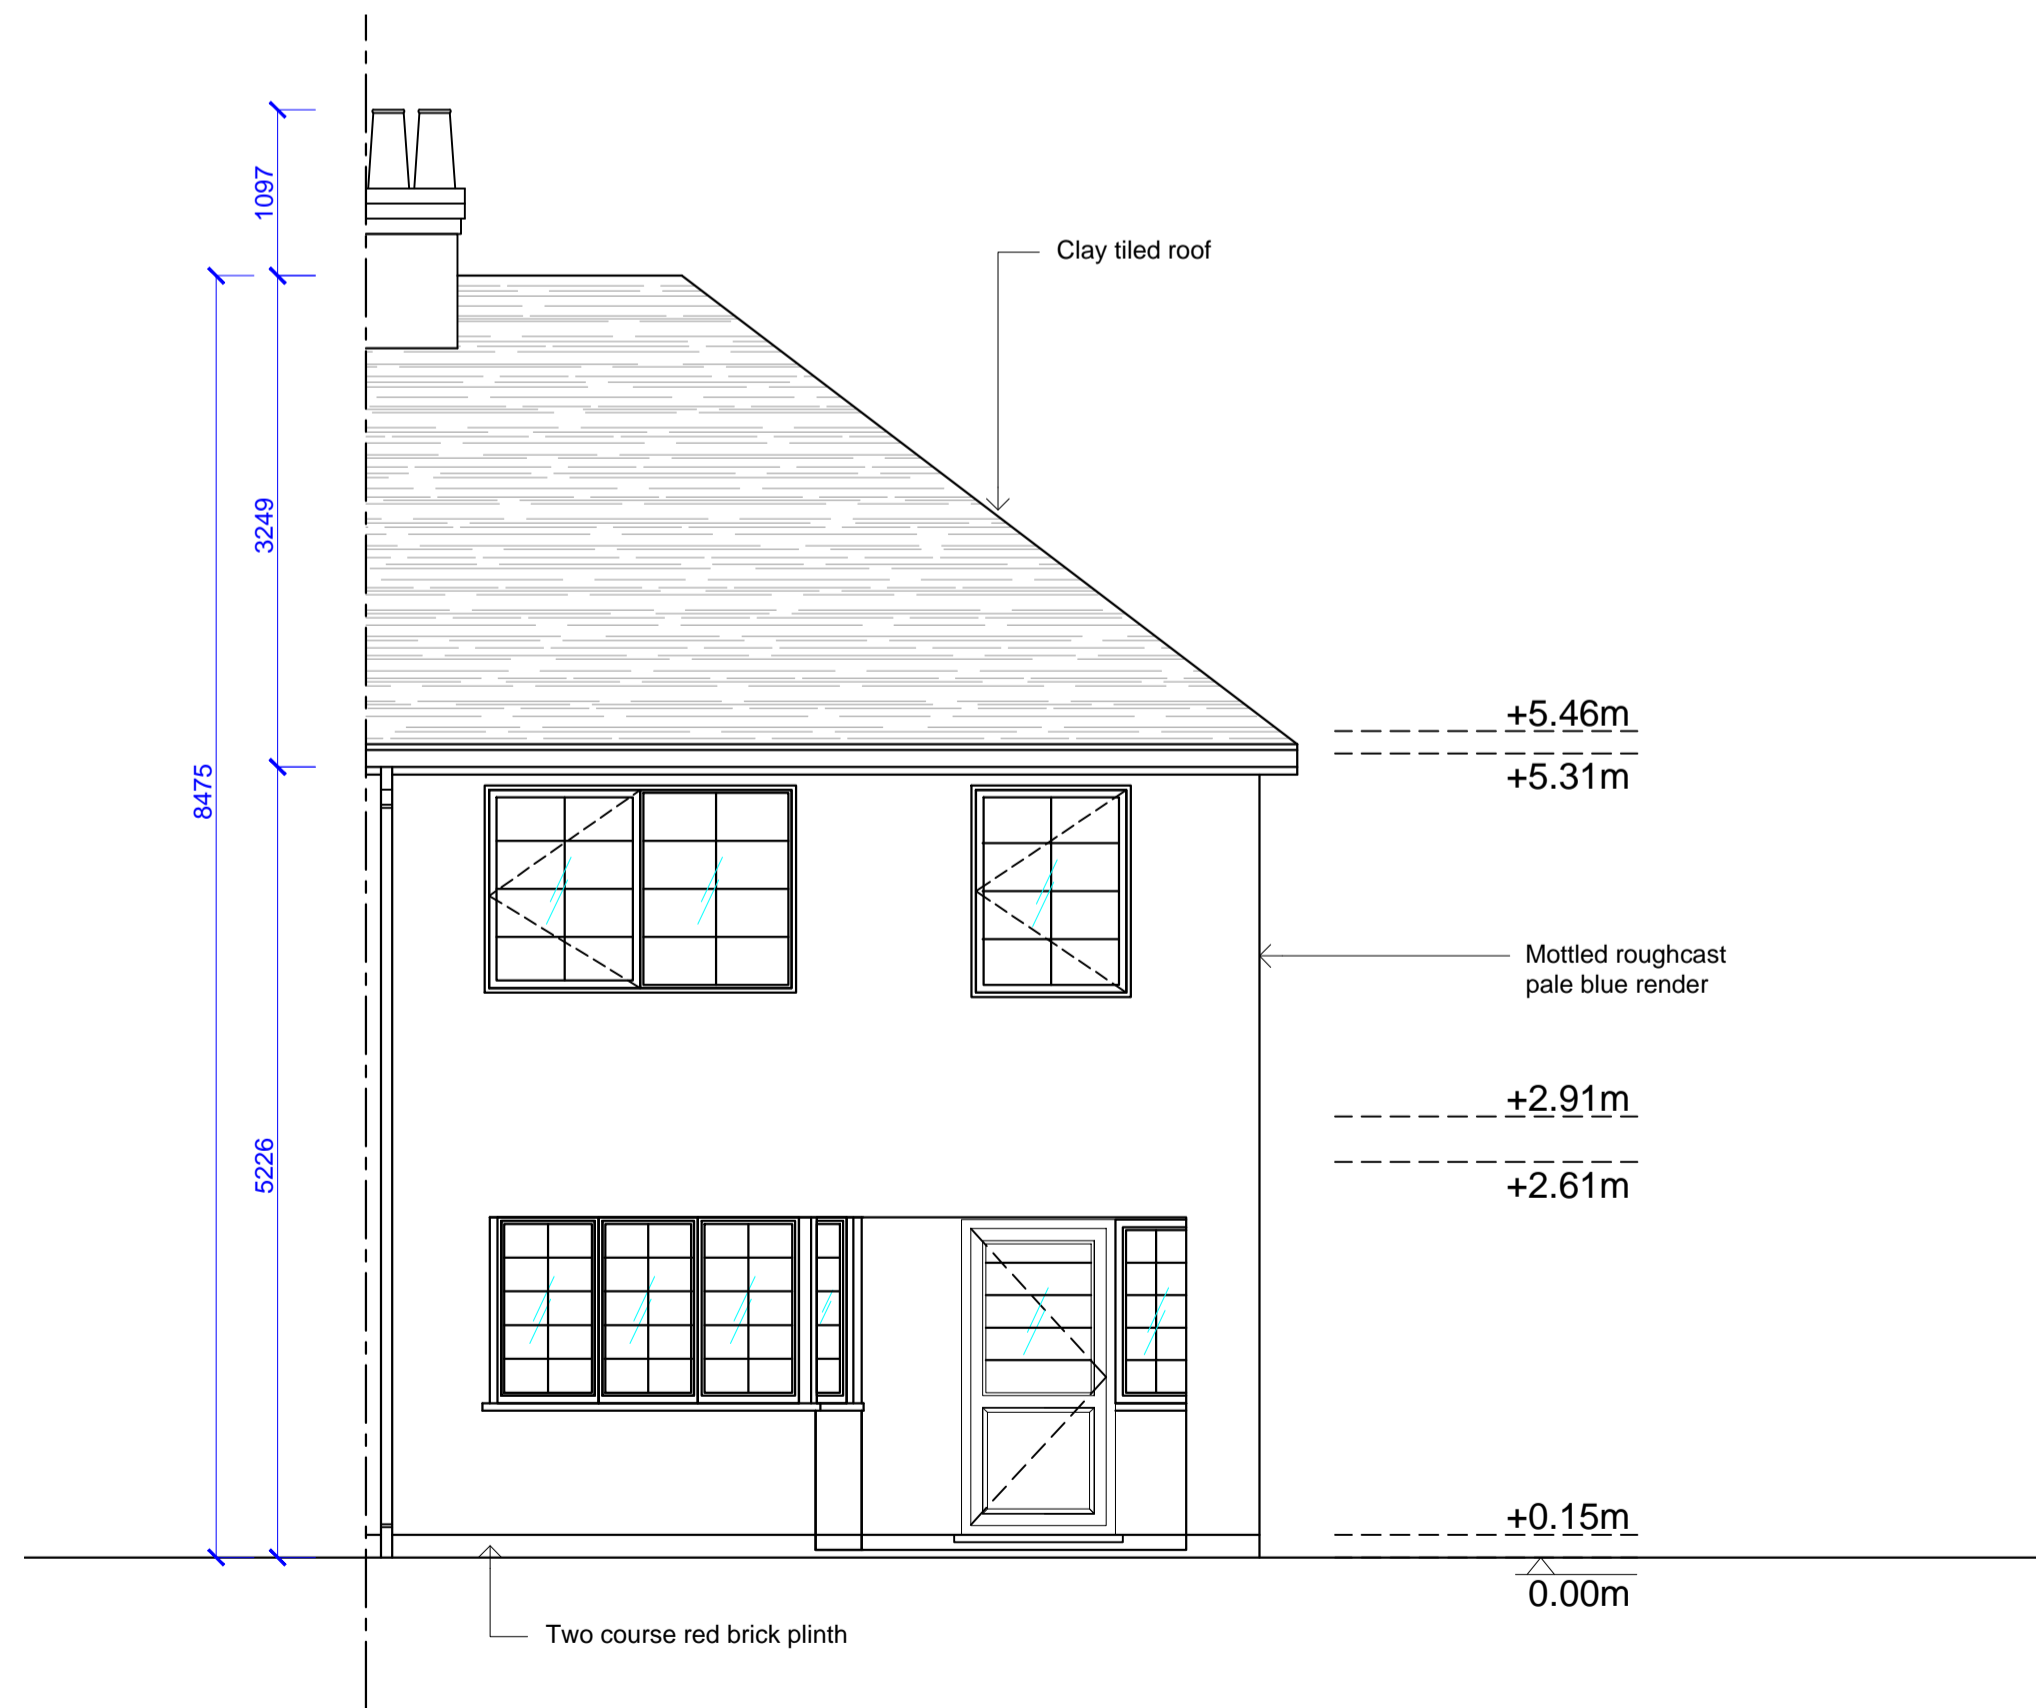 1097
Clay tiled roof
3249
+5.46m
8475
+5.31m
Mottled roughcast
pale blue render
+2.91m
5226
+2.61m
+0.15m
0.00m
Two course red brick plinth